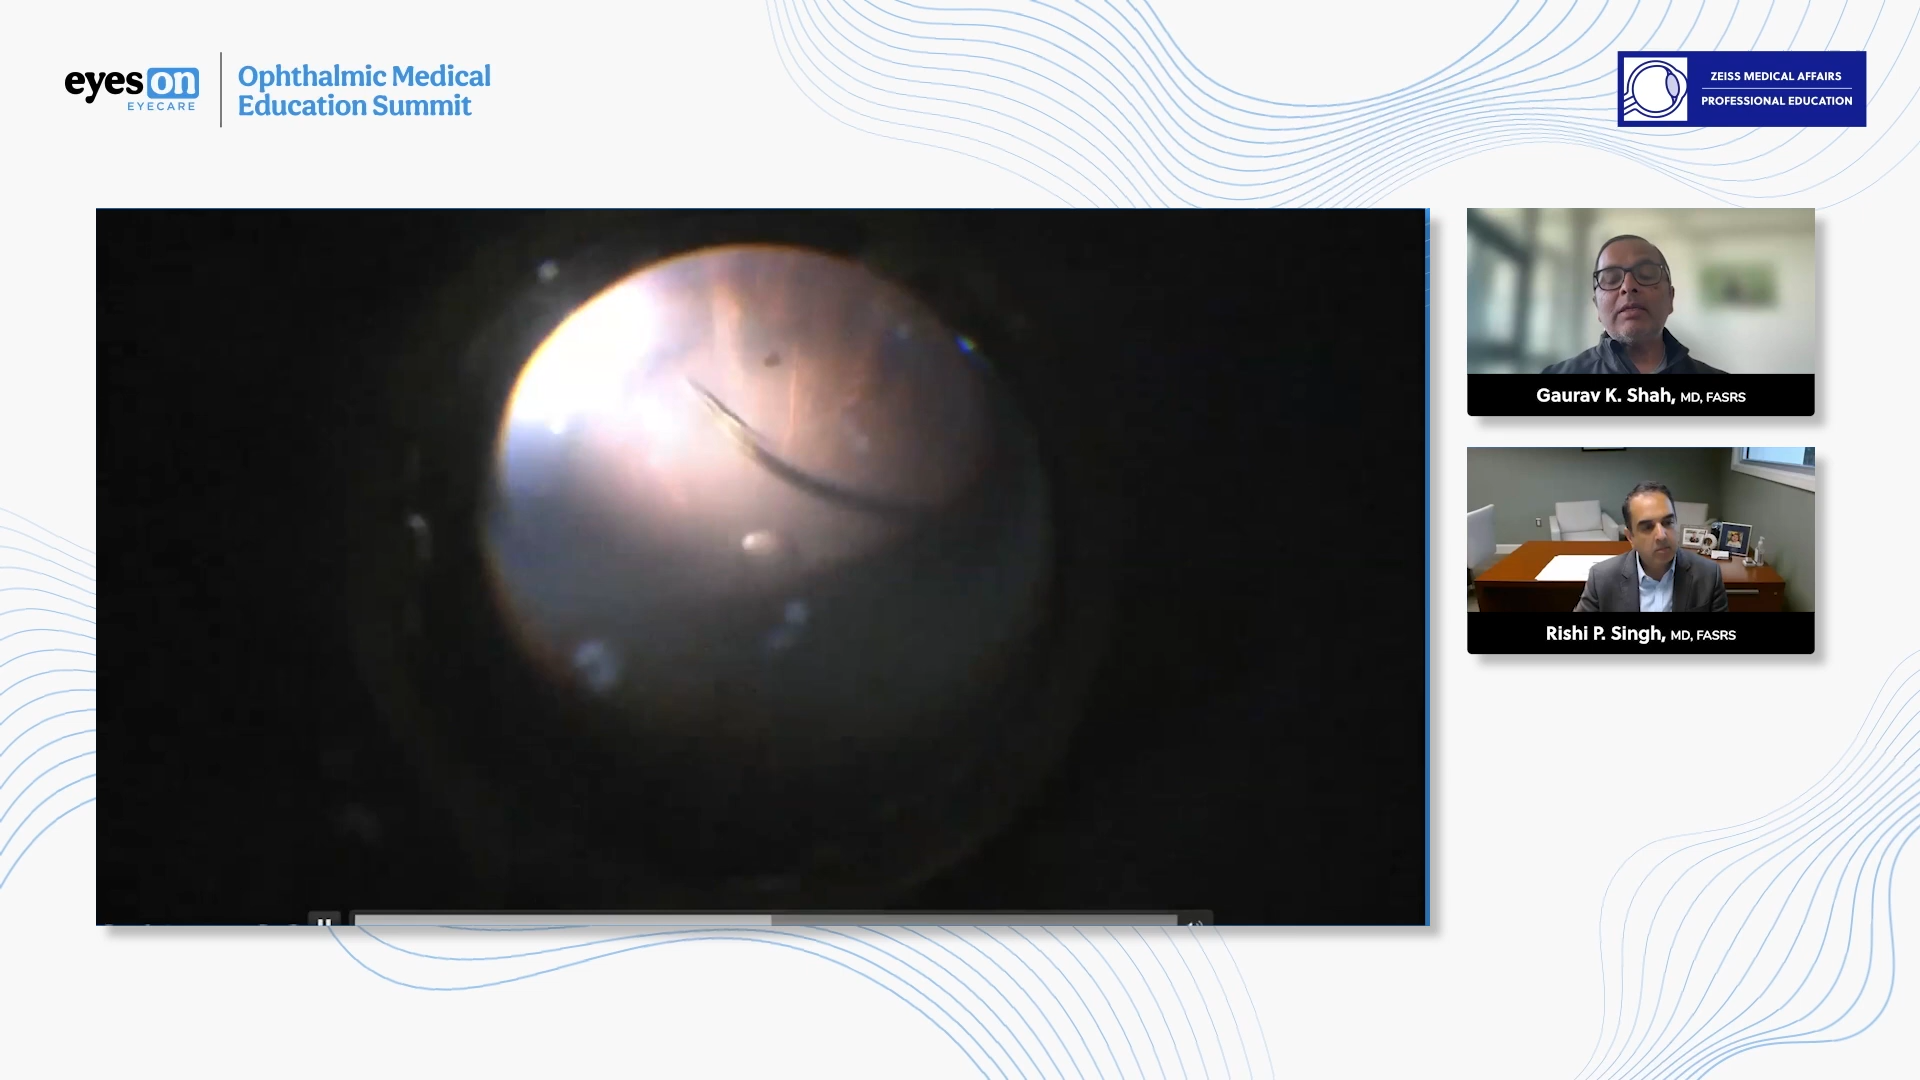 eyes on
EYECARE
Ophthalmic Medical
Education Summit
ZEISS MEDICAL AFFAIRS
PROFESSIONAL EDUCATION
Gaurav K. Shah, MD, FASRS
Rishi P. Singh, MD, FASRS